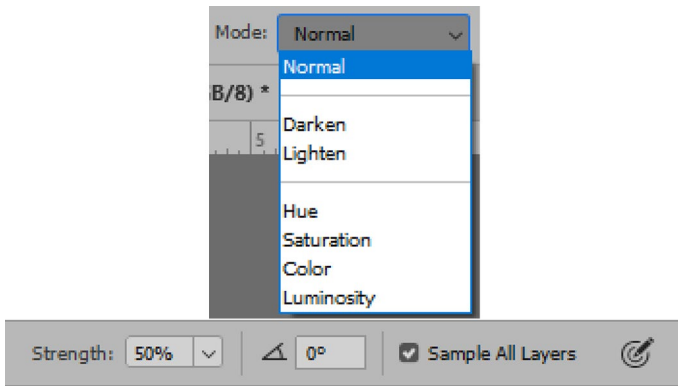 Mode: Normal
Normal
B/8) *
Darken
5
Lighten
Hue
Saturation
Color
Luminosity
Strength: 50% 0° Sample All Layers